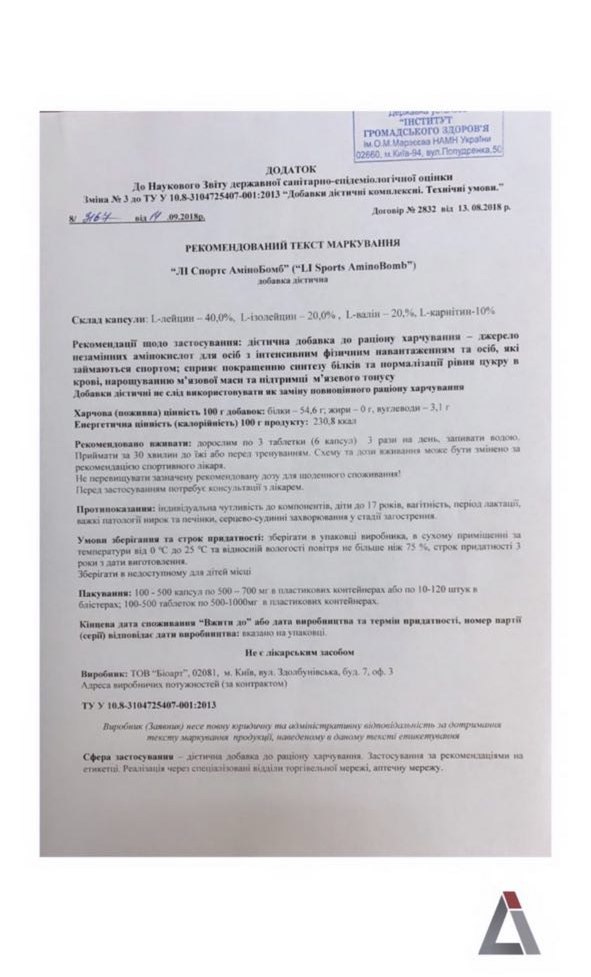 Державна установа
"ІНСТИТУТ
ГРОМАДСЬКОГО ЗДОРОВ'Я
ім.О.М.Марзєєва НАМН України
02660, м.Київ-94, вул.Попудренка,50
ДОДАТОК
До Наукового Звіту державної санітарно-епідеміологічної оцінки
Зміна № 3 до ТУ У 10.8-3104725407-001:2013 "Добавки дієтичні комплексні. Технічні умови."
8/ 3167 від 14 .09.2018р.
Договір № 2832 від 13. 08.2018 р.
РЕКОМЕНДОВАНИЙ ТЕКСТ МАРКУВАННЯ
"ЛІ Спортс АміноБомб" ("LI Sports AminoBomb")
добавка дієтична
Склад капсули: L-лейцин – 40,0%, L-ізолейцин – 20,0% , L-валін – 20,%, L-карнітин-10%
Рекомендації щодо застосування: дієтична добавка до раціону харчування – джерело
незамінних амінокислот для осіб з інтенсивним фізичним навантаженням та осіб, які
займаються спортом; сприяє покращенню синтезу білків та нормалізації рівня цукру в
крові, нарощуванню м'язової маси та підтримці м'язевого тонусу
Добавки дієтичні не слід використовувати як заміну повноцінного раціону харчування
Харчова (поживна) цінність 100 г добавок: білки – 54,6 г; жири – 0 г, вуглеводи – 3,1 г
Енергетична цінність (калорійність) 100 г продукту: 230,8 ккал
Рекомендовано вживати: дорослим по 3 таблетки (6 капсул) 3 рази на день, запивати водою.
Приймати за 30 хвилин до їжі або перед тренуванням. Схему та дози вживання може бути змінено за
рекомендацією спортивного лікаря.
Не перевищувати зазначену рекомендовану дозу для щоденного споживання!
Перед застосуванням потребує консультації з лікарем.
Протипоказання: індивідуальна чутливість до компонентів, діти до 17 років, вагітність, період лактації,
важкі патології нирок та печінки, серцево-судинні захворювання у стадії загострення.
Умови зберігання та строк придатності: зберігати в упаковці виробника, в сухому приміщенні за
температури від 0 ºС до 25 ºС та відносній вологості повітря не більше ніж 75 %, строк придатності 3
роки з дати виготовлення.
Зберігати в недоступному для дітей місці
Пакування: 100 - 500 капсул по 500 – 700 мг в пластикових контейнерах або по 10-120 штук в
блістерах; 100-500 таблеток по 500-1000мг в пластикових контейнерах.
Кінцева дата споживання "Вжити до" або дата виробництва та термін придатності, номер партії
(серії) відповідає дати виробництва: вказано на упаковці.
Не є лікарським засобом
Виробник: ТОВ "Біоарт", 02081, м. Київ, вул. Здолбунівська, буд. 7, оф. 3
Адреса виробничих потужностей (за контрактом)
ТУ У 10.8-3104725407-001:2013
Виробник (Заявник) несе повну юридичну та адміністративну відповідальність за дотримання
тексту маркування продукції, наведеному в даному тексті етикетування
Сфера застосування – дієтична добавка до раціону харчування. Застосування за рекомендаціями на
етикетці. Реалізація через спеціалізовані відділи торгівельної мережі, аптечну мережу.